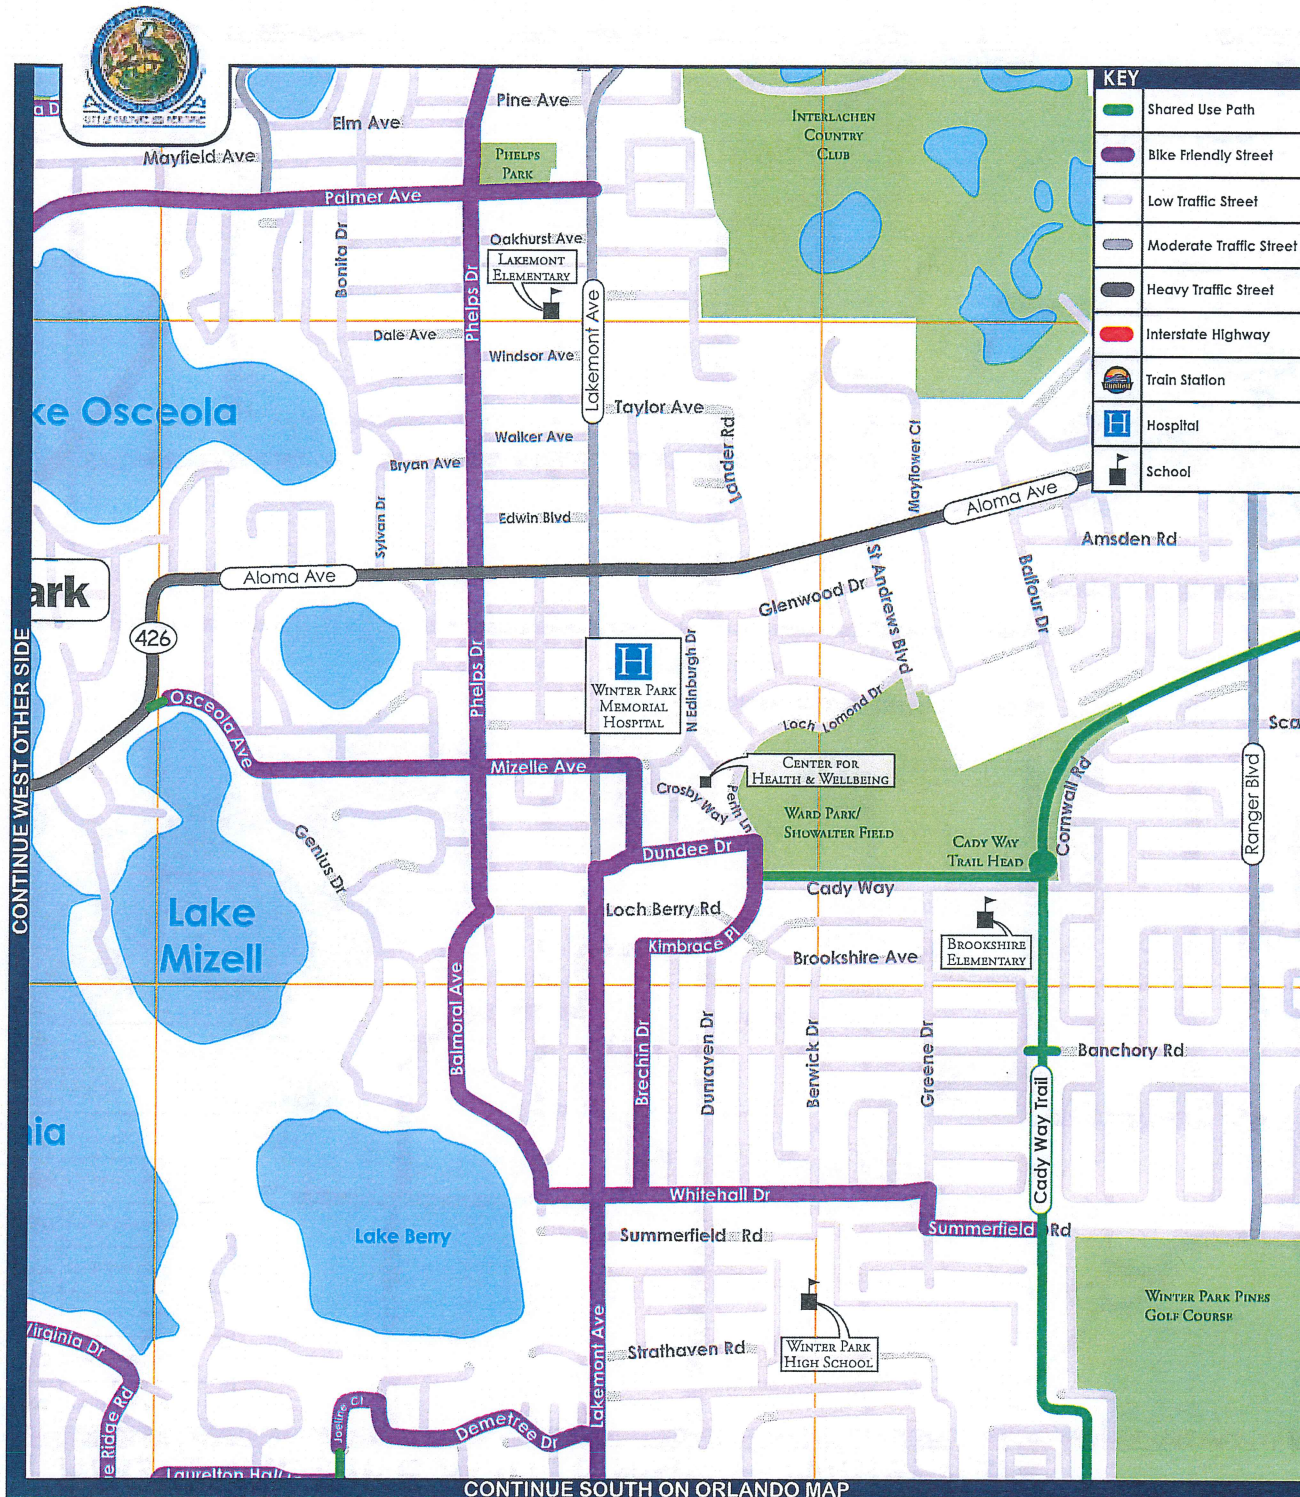 KEY
Shared Use Path
Bike Friendly Street
Low Traffic Street
Moderate Traffic Street
Heavy Traffic Street
Interstate Highway
Train Station
H
Hospital
School
a D
Pine Ave
Elm Ave
Mayfield Ave
PHELPS
PARK
INTERLACHEN
COUNTRY
CLUB
Palmer Ave
Bonita Dr
Oakhurst Ave
LAKEMONT
ELEMENTARY
Phelps Dr
Lakemont Ave
Dale Ave
Windsor Ave
ke Osceola
Taylor Ave
Walker Ave
Lander Rd
Mayflower Ct
Bryan Ave
Sylvan Dr
Edwin Blvd
Aloma Ave
Amsden Rd
Aloma Ave
ark
426
Glenwood Dr
St Andrews Blvd
Balfour Dr
Phelps Dr
H
WINTER PARK
MEMORIAL
HOSPITAL
N Edinburgh Dr
Osceola Ave
Loch Lomond Dr
Sca
Mizelle Ave
CENTER FOR
HEALTH & WELLBEING
Crosby Way
Perth Ln
WARD PARK/
SHOWALTER FIELD
Cornwall Rd
Ranger Blvd
Genius Dr
Dundee Dr
CADY WAY
TRAIL HEAD
Cady Way
Lake
Mizell
Loch Berry Rd
Kimbrace Pl
Brookshire Ave
BROOKSHIRE
ELEMENTARY
Balmoral Ave
Brechin Dr
Dunraven Dr
Berwick Dr
Greene Dr
Banchory Rd
Cady Way Trail
nia
Whitehall Dr
Summerfield Rd
Summerfield Rd
Lake Berry
WINTER PARK PINES
GOLF COURSE
Virginia Dr
Lakemont Ave
Strathaven Rd
WINTER PARK
HIGH SCHOOL
e Ridge Rd
Joeline Ct
Demetree Dr
Laurelton Hall
CONTINUE WEST OTHER SIDE
CONTINUE SOUTH ON ORLANDO MAP